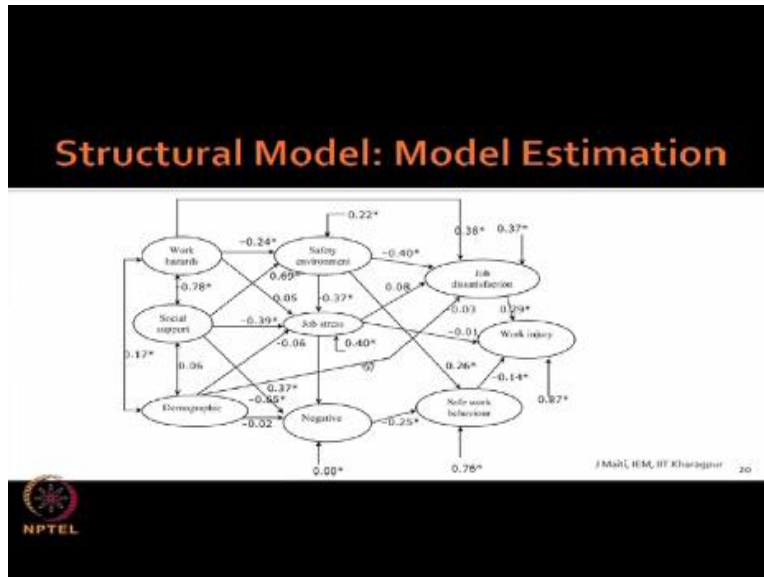 Structural Model: Model Estimation
0.22*
Work
hazards
-0.24*
Safety
environment
-0.40*
0.38*
0.37*
Job
dissatisfaction
-0.78*
0.69*
0.05
-0.37*
0.08
-0.03
0.29*
Social
support
-0.39*
Job stress
-0.01
Work injury
-0.06
0.40*
0.17*
0.06
0.26*
-0.14*
0.37*
Demographic
-0.02
Negative
-0.25*
Safe work
behaviour
0.87*
0.00*
0.76*
J Maiti, IEM, IIT Kharagpur
20
NPTEL